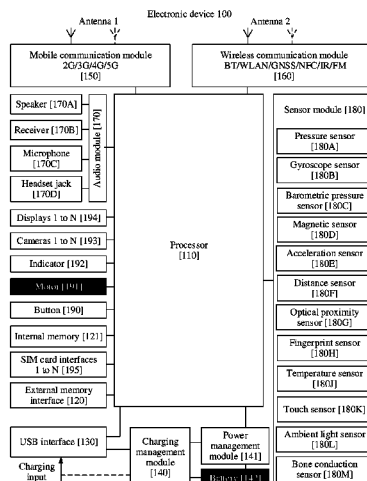 Electronic device 100
Antenna 1
Antenna 2
Mobile communication module
2G/3G/4G/5G
[150]
Wireless communication module
BT/WLAN/GNSS/NFC/IR/FM
[160]
Speaker [170A]
Receiver [170B]
Microphone
[170C]
Headset jack
[170D]
Audio module [170]
Displays 1 to N [194]
Cameras 1 to N [193]
Indicator [192]
Motor [191]
Button [190]
Internal memory [121]
SIM card interfaces
1 to N [195]
External memory
interface [120]
Processor
[110]
Sensor module [180]
Pressure sensor
[180A]
Gyroscope sensor
[180B]
Barometric pressure
sensor [180C]
Magnetic sensor
[180D]
Acceleration sensor
[180E]
Distance sensor
[180F]
Optical proximity
sensor [180G]
Fingerprint sensor
[180H]
Temperature sensor
[180J]
Touch sensor [180K]
Ambient light sensor
[180L]
Bone conduction
sensor [180M]
USB interface [130]
Charging
input
Charging
management
module
[140]
Power
management
module [141]
Battery [142]